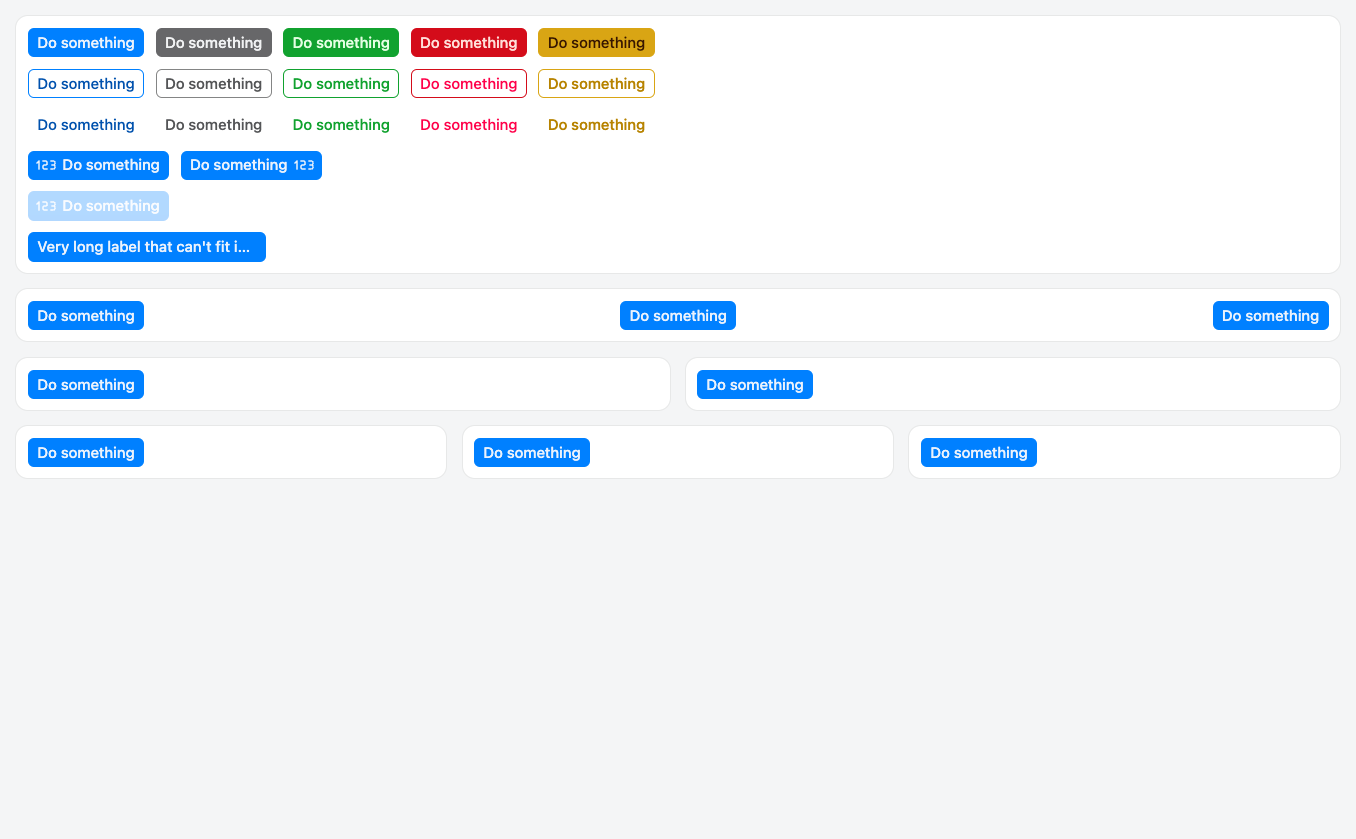 Do something Do something Do something Do something Do something
Do something Do something Do something Do something Do something
Do something Do something Do something Do something Do something
123 Do something Do something 123
123 Do something
Very long label that can't fit i...
Do something Do something Do something
Do something Do something
Do something Do something Do something